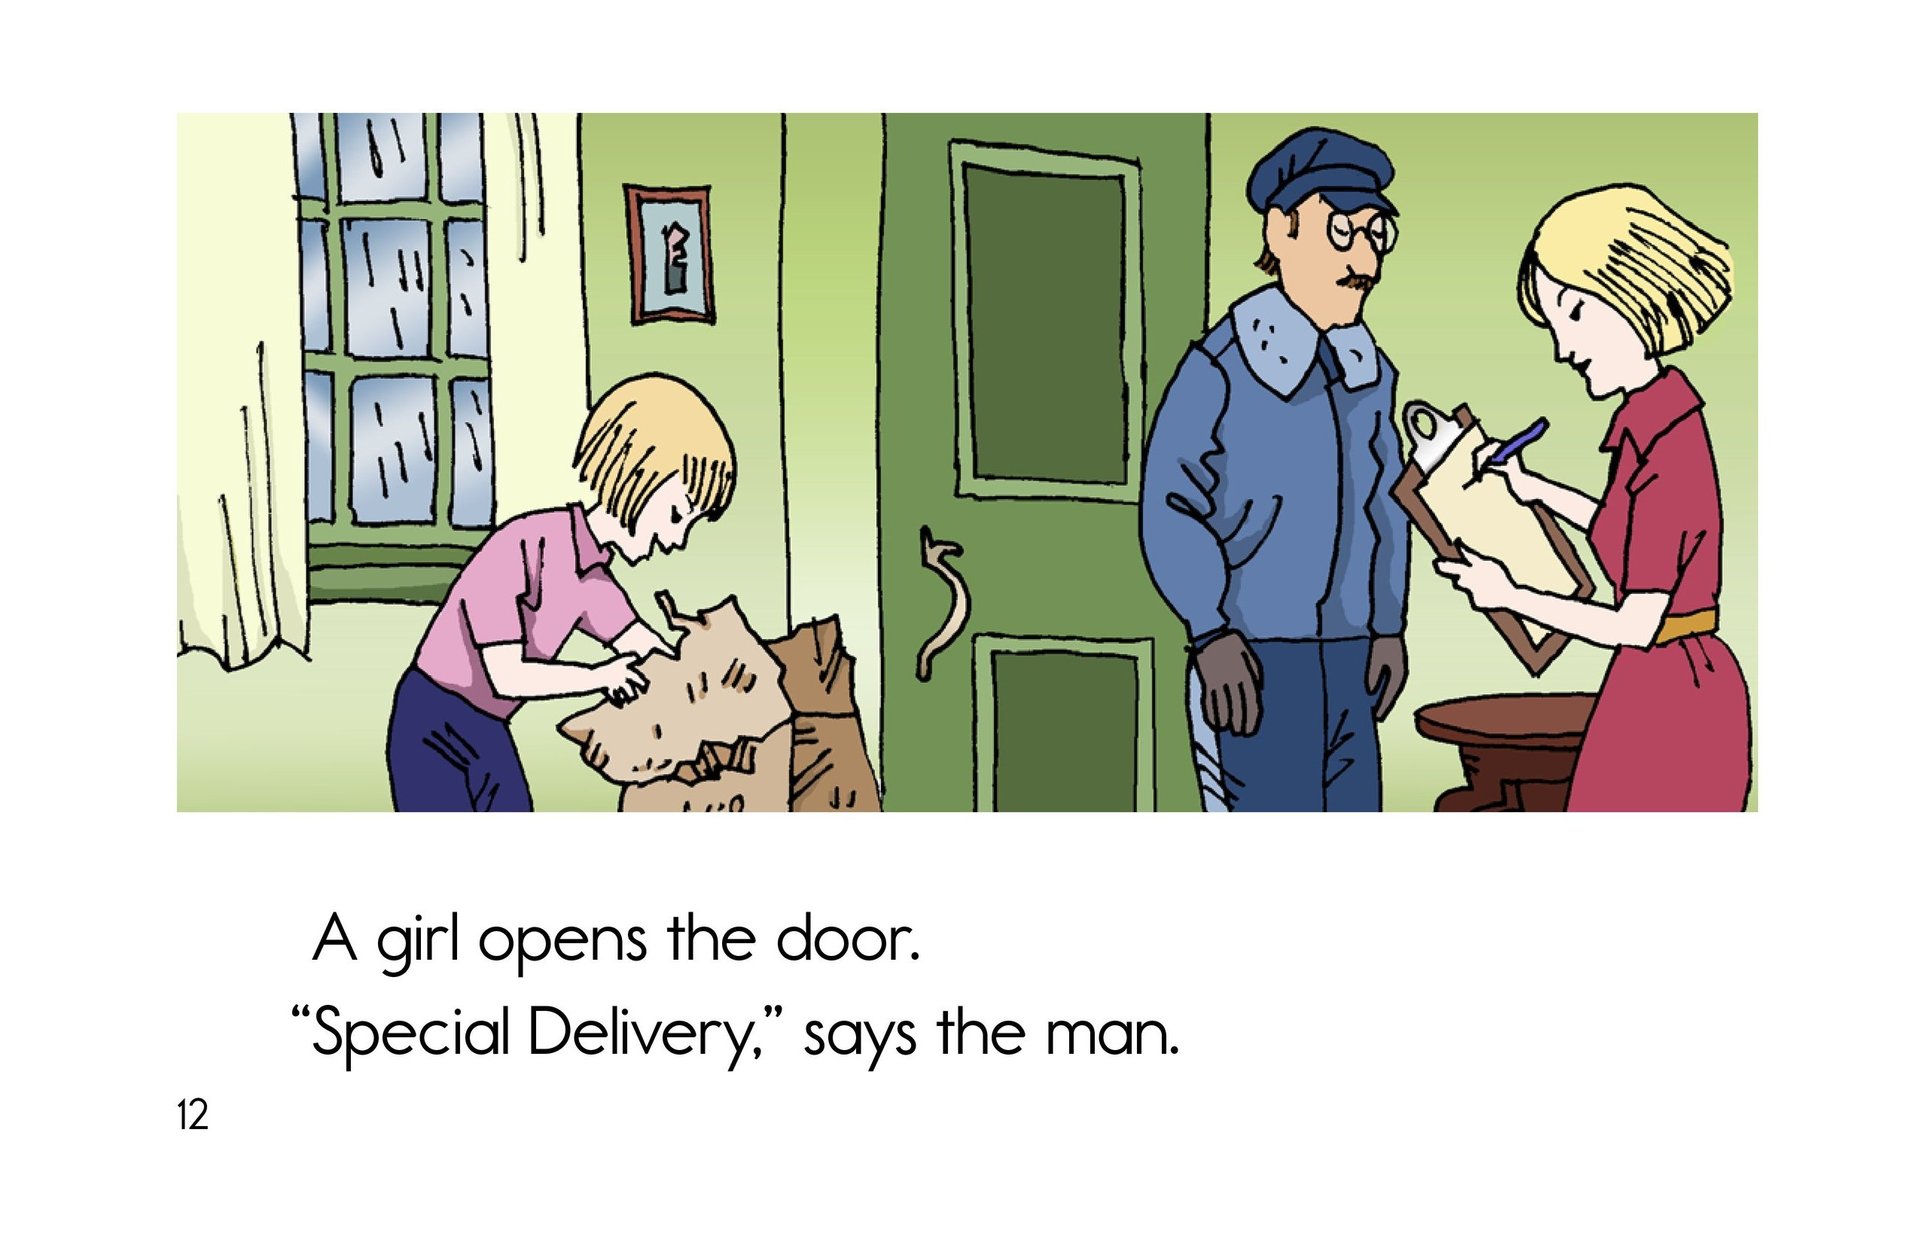 A girl opens the door.
“Special Delivery,” says the man.
12